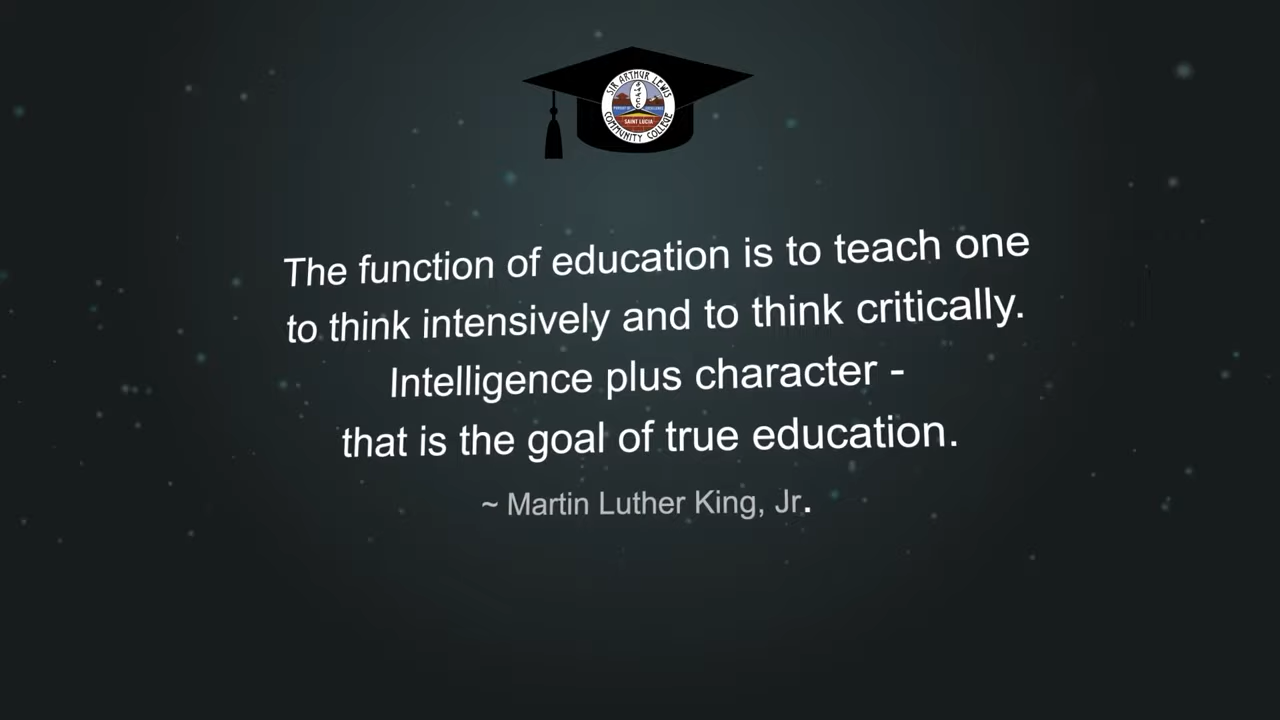 SIR ARTHUR LEWIS
SAINT LUCIA
COMMUNITY COLLEGE
The function of education is to teach one
to think intensively and to think critically.
Intelligence plus character -
that is the goal of true education.
~ Martin Luther King, Jr.